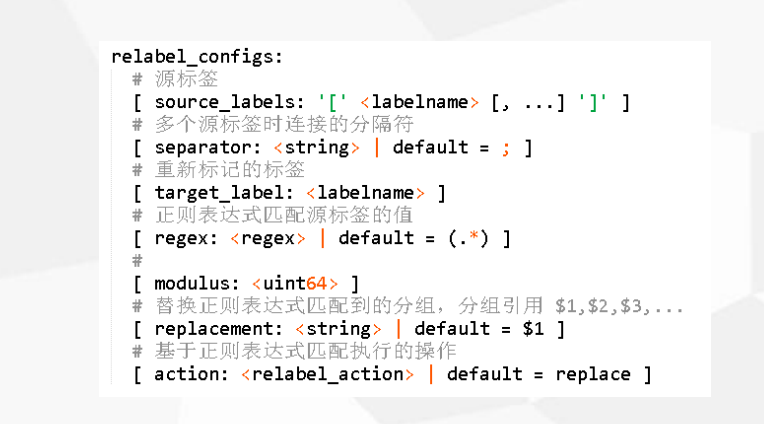 relabel_configs:
# 源标签
[ source_labels: '[' <labelname> [, ...] ']' ]
# 多个源标签时连接的分隔符
[ separator: <string> | default = ; ]
# 重新标记的标签
[ target_label: <labelname> ]
# 正则表达式匹配源标签的值
[ regex: <regex> | default = (.*) ]
#
[ modulus: <uint64> ]
# 替换正则表达式匹配到的分组，分组引用 $1,$2,$3,...
[ replacement: <string> | default = $1 ]
# 基于正则表达式匹配执行的操作
[ action: <relabel_action> | default = replace ]